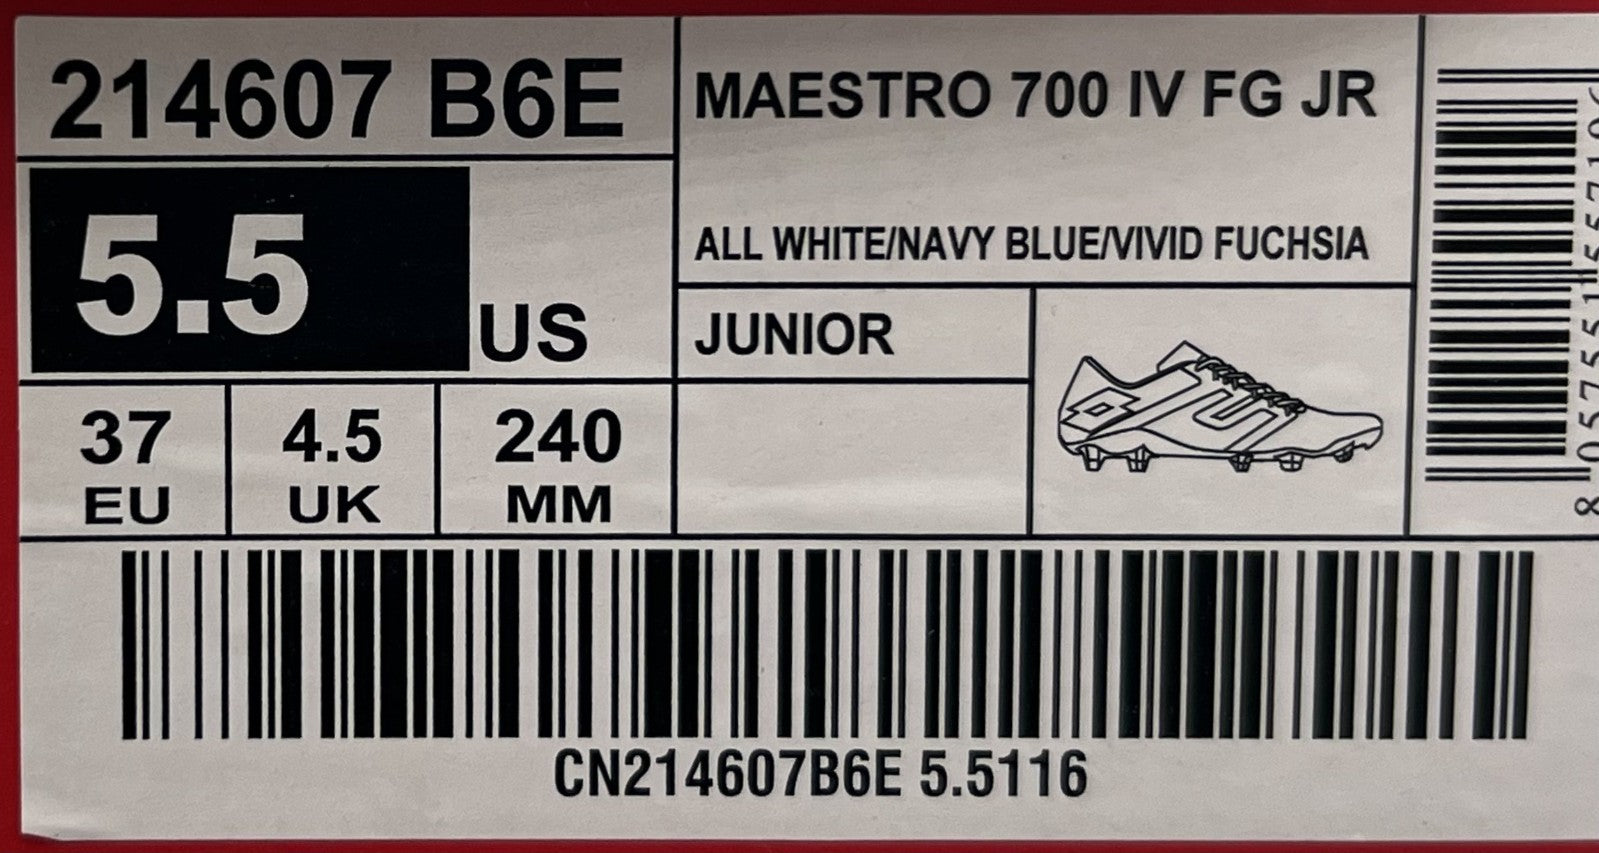 214607 B6E
MAESTRO 700 IV FG JR
ALL WHITE/NAVY BLUE/VIVID FUCHSIA
5.5 US
JUNIOR
37 EU
4.5 UK
240 MM
CN214607B6E 5.5116